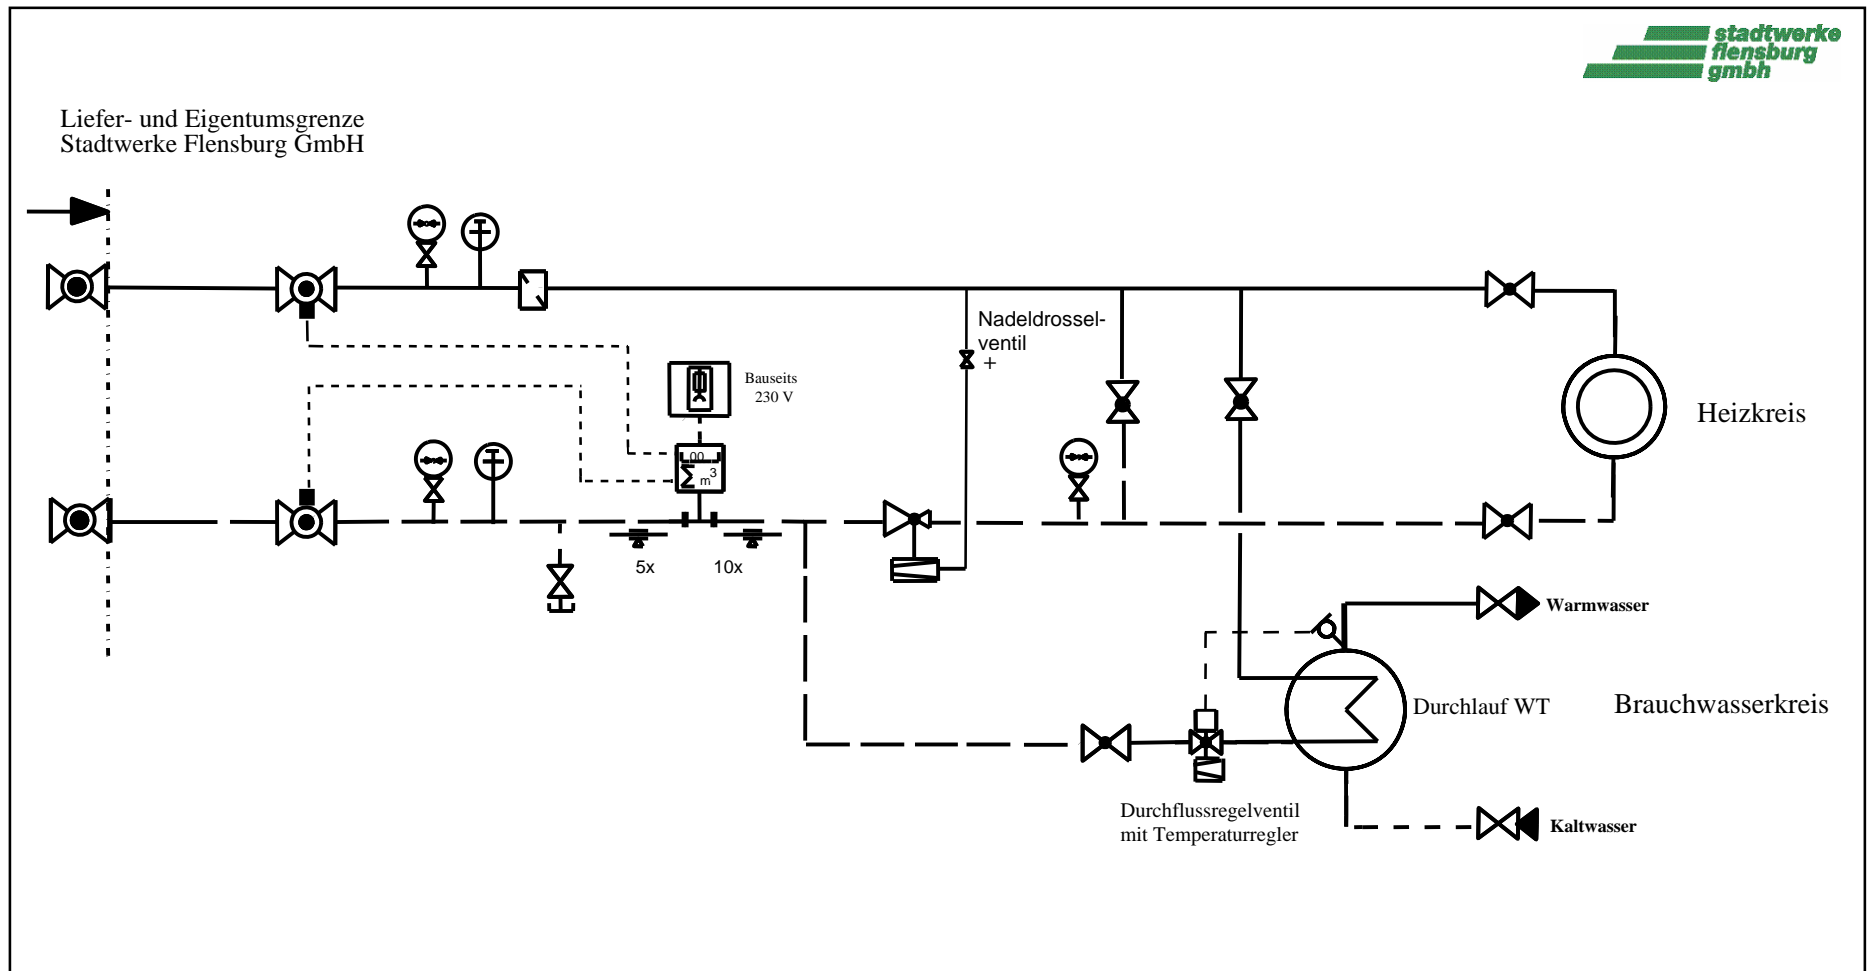 stadtwerke
flensburg
gmbh
Liefer- und Eigentumsgrenze
Stadtwerke Flensburg GmbH
Nadeldrossel-
ventil
+
Bauseits
230 V
Heizkreis
00
m³
5x
10x
Warmwasser
Durchlauf WT
Brauchwasserkreis
Durchflussregelventil
mit Temperaturregler
Kaltwasser